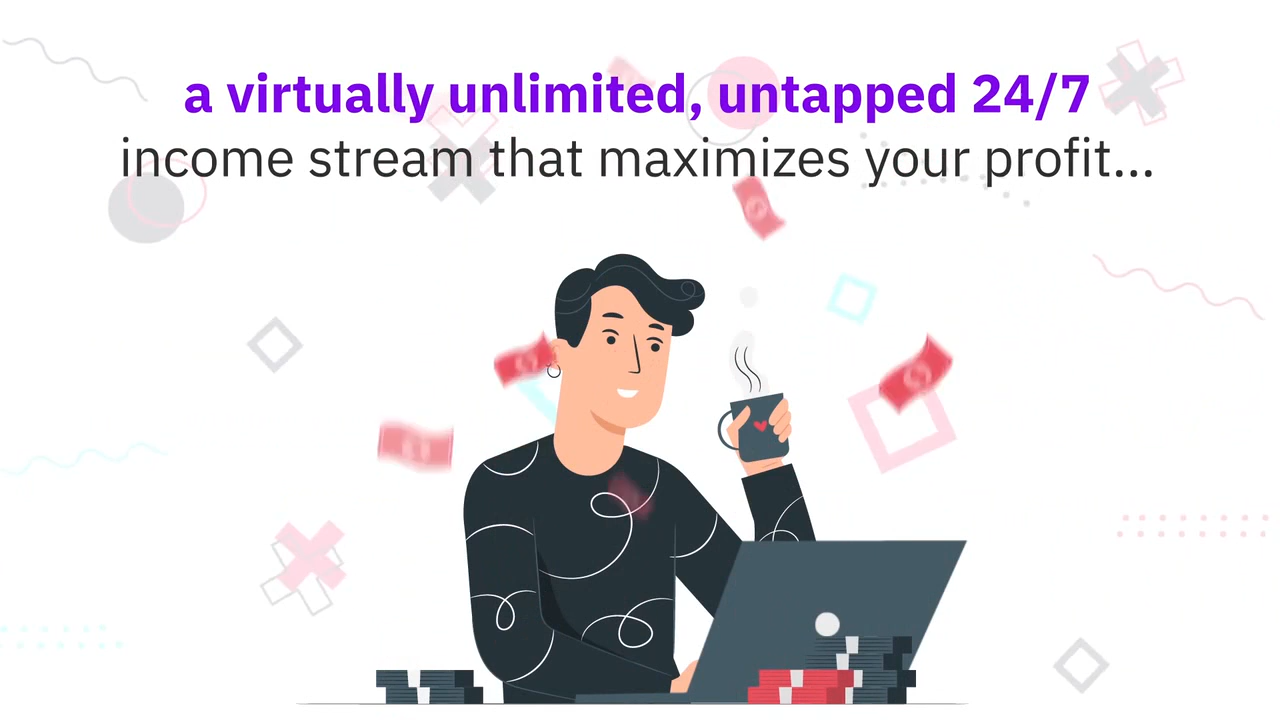 a virtually unlimited, untapped 24/7
income stream that maximizes your profit...